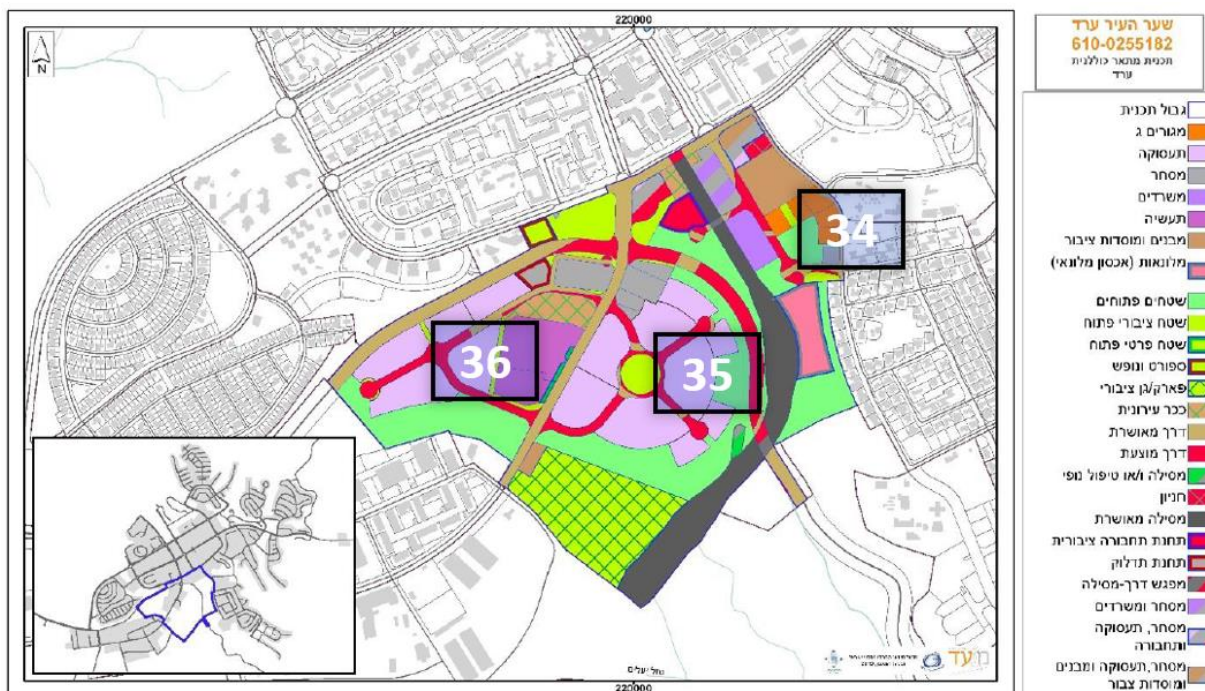 220000
N
34
35
36
נחל יעלים
220000
שער העיר ערד
610-0255182
תכנית מתאר כוללנית
ערד
גבול תכנית
מגורים ג
תעסוקה
מסחר
משרדים
תעשיה
מבנים ומוסדות ציבור
מלונאות (אכסון מלונאי)
שטחים פתוחים
שטח ציבורי פתוח
שטח פרטי פתוח
ספורט ונופש
פארק/גן ציבורי
ככר עירונית
דרך מאושרת
דרך מוצעת
מסילה ו/או טיפול נופי
חניון
מסילה מאושרת
תחנת תחבורה ציבורית
תחנת תדלוק
מפגש דרך-מסילה
מסחר ומשרדים
מסחר, תעסוקה
ותחבורה
מסחר,תעסוקה ומבנים
ומוסדות צבור